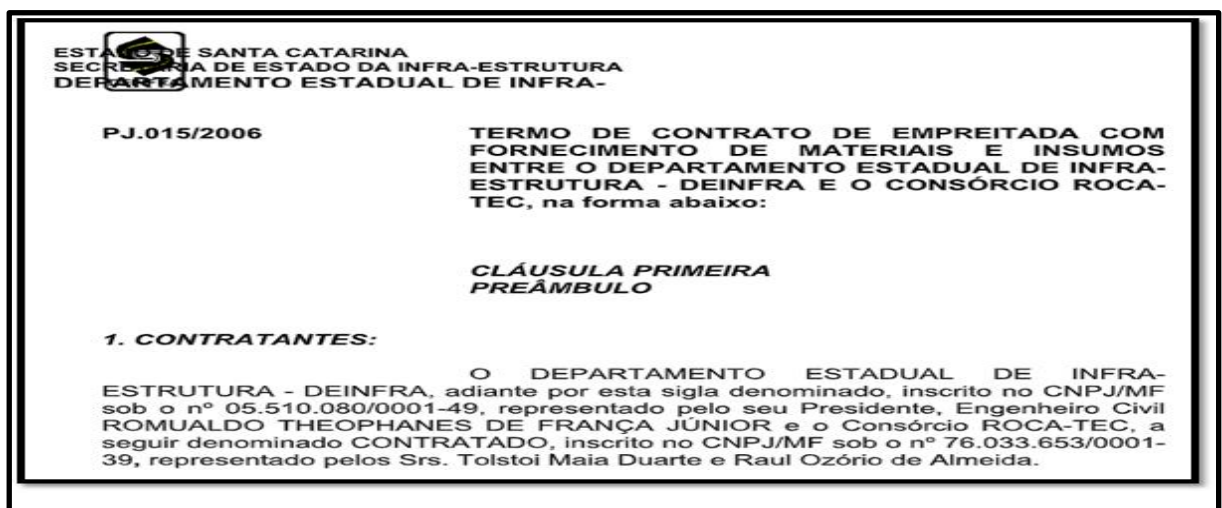 ESTADO DE SANTA CATARINA
SECRETARIA DE ESTADO DA INFRA-ESTRUTURA
DEPARTAMENTO ESTADUAL DE INFRA-
PJ.015/2006
TERMO DE CONTRATO DE EMPREITADA COM
FORNECIMENTO DE MATERIAIS E INSUMOS
ENTRE O DEPARTAMENTO ESTADUAL DE INFRA-
ESTRUTURA - DEINFRA E O CONSÓRCIO ROCA-
TEC, na forma abaixo:
CLÁUSULA PRIMEIRA
PREÂMBULO
1. CONTRATANTES:
O DEPARTAMENTO ESTADUAL DE INFRA-
ESTRUTURA - DEINFRA, adiante por esta sigla denominado, inscrito no CNPJ/MF
sob o nº 05.510.080/0001-49, representado pelo seu Presidente, Engenheiro Civil
ROMUALDO THEOPHANES DE FRANÇA JÚNIOR e o Consórcio ROCA-TEC, a
seguir denominado CONTRATADO, inscrito no CNPJ/MF sob o nº 76.033.653/0001-
39, representado pelos Srs. Tolstoi Maia Duarte e Raul Ozório de Almeida.